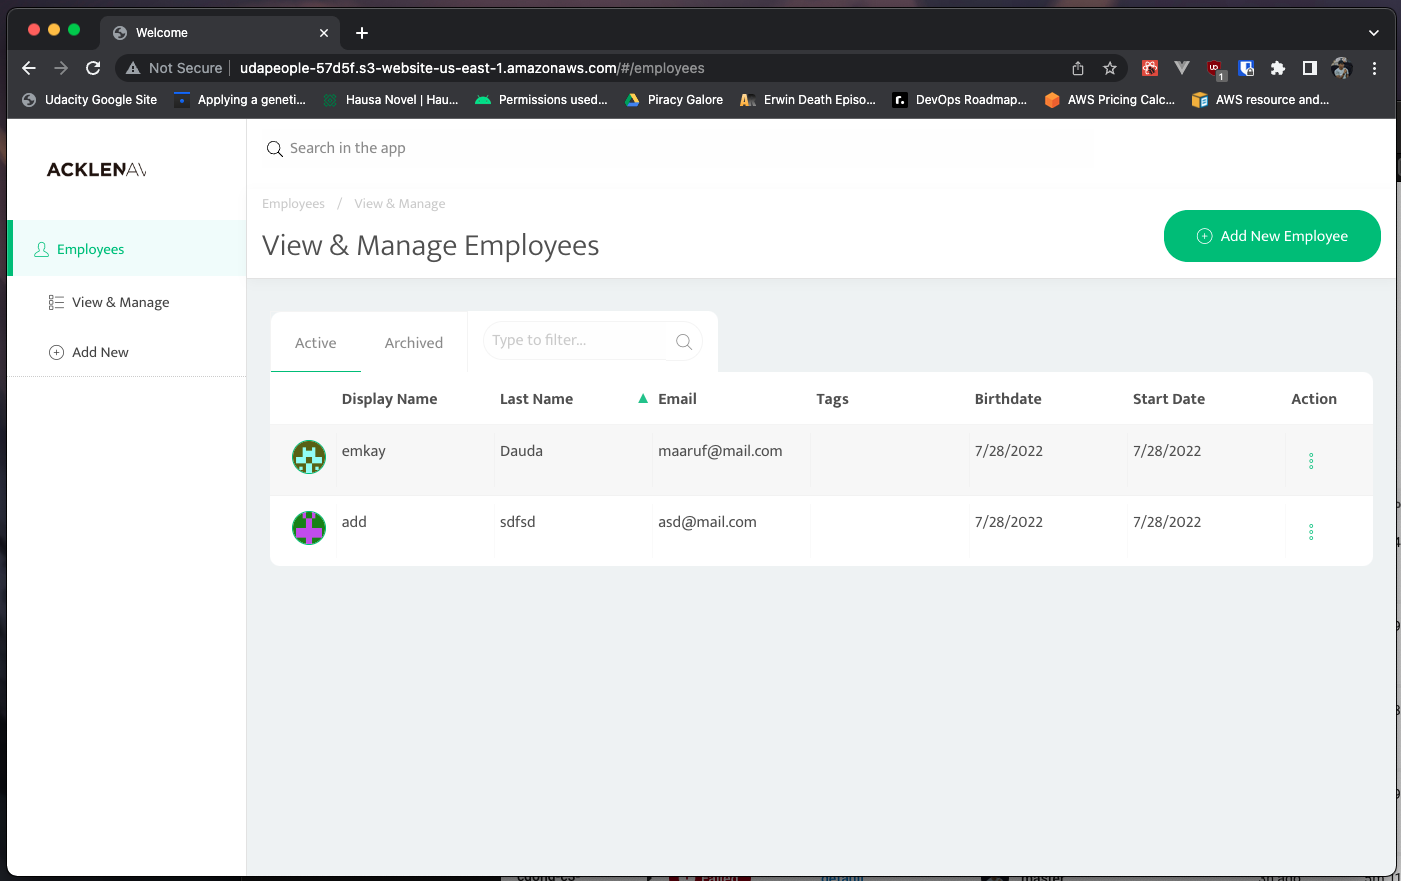 Welcome
Not Secure
udapeople-57d5f.s3-website-us-east-1.amazonaws.com/#/employees
1
Udacity Google Site
Applying a geneti...
Hausa Novel | Hau...
Permissions used...
Piracy Galore
Erwin Death Episo...
DevOps Roadmap...
AWS Pricing Calc...
AWS resource and...
ACKLENAV
Search in the app
Employees / View & Manage
View & Manage Employees
Add New Employee
Employees
View & Manage
Add New
Active
Archived
Type to filter...
Display Name Last Name Email Tags Birthdate Start Date Action
emkay Dauda maaruf@mail.com 7/28/2022 7/28/2022
add sdfsd asd@mail.com 7/28/2022 7/28/2022